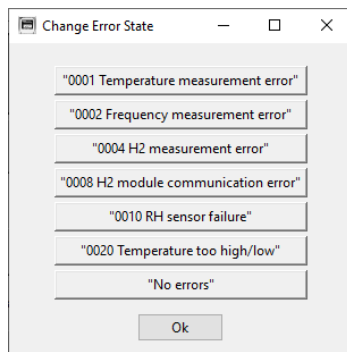 Change Error State
"0001 Temperature measurement error"
"0002 Frequency measurement error"
"0004 H2 measurement error"
"0008 H2 module communication error"
"0010 RH sensor failure"
"0020 Temperature too high/low"
"No errors"
Ok